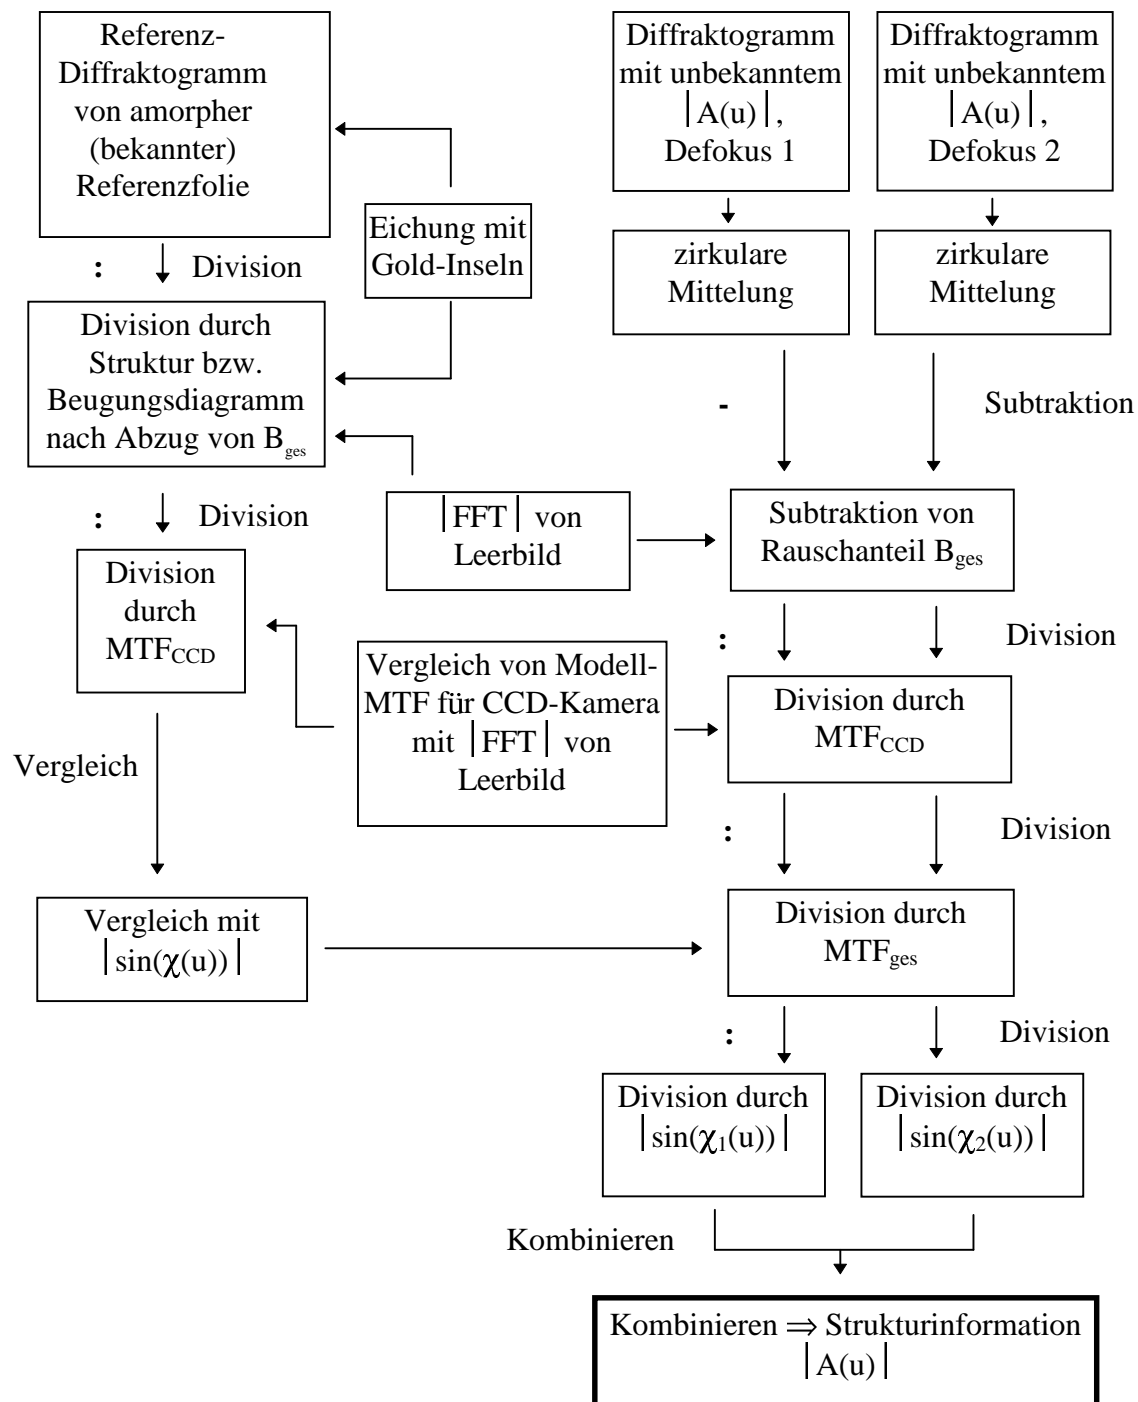 Referenz-
Diffraktogramm
von amorpher
(bekannter)
Referenzfolie
Diffraktogramm
mit unbekanntem
|A(u)|,
Defokus 1
Diffraktogramm
mit unbekanntem
|A(u)|,
Defokus 2
Eichung mit
Gold-Inseln
zirkulare
Mittelung
zirkulare
Mittelung
: Division
Division durch
Struktur bzw.
Beugungsdiagramm
nach Abzug von B_ges
- Subtraktion
|FFT| von
Leerbild
Subtraktion von
Rauschanteil B_ges
: Division
Division
durch
MTF_CCD
: Division
Vergleich von Modell-
MTF für CCD-Kamera
mit |FFT| von
Leerbild
Division durch
MTF_CCD
Vergleich
: Division
Vergleich mit
|sin(χ(u))|
Division durch
MTF_ges
: Division
Division durch
|sin(χ₁(u))|
Division durch
|sin(χ₂(u))|
Kombinieren
Kombinieren ⇒ Strukturinformation
|A(u)|